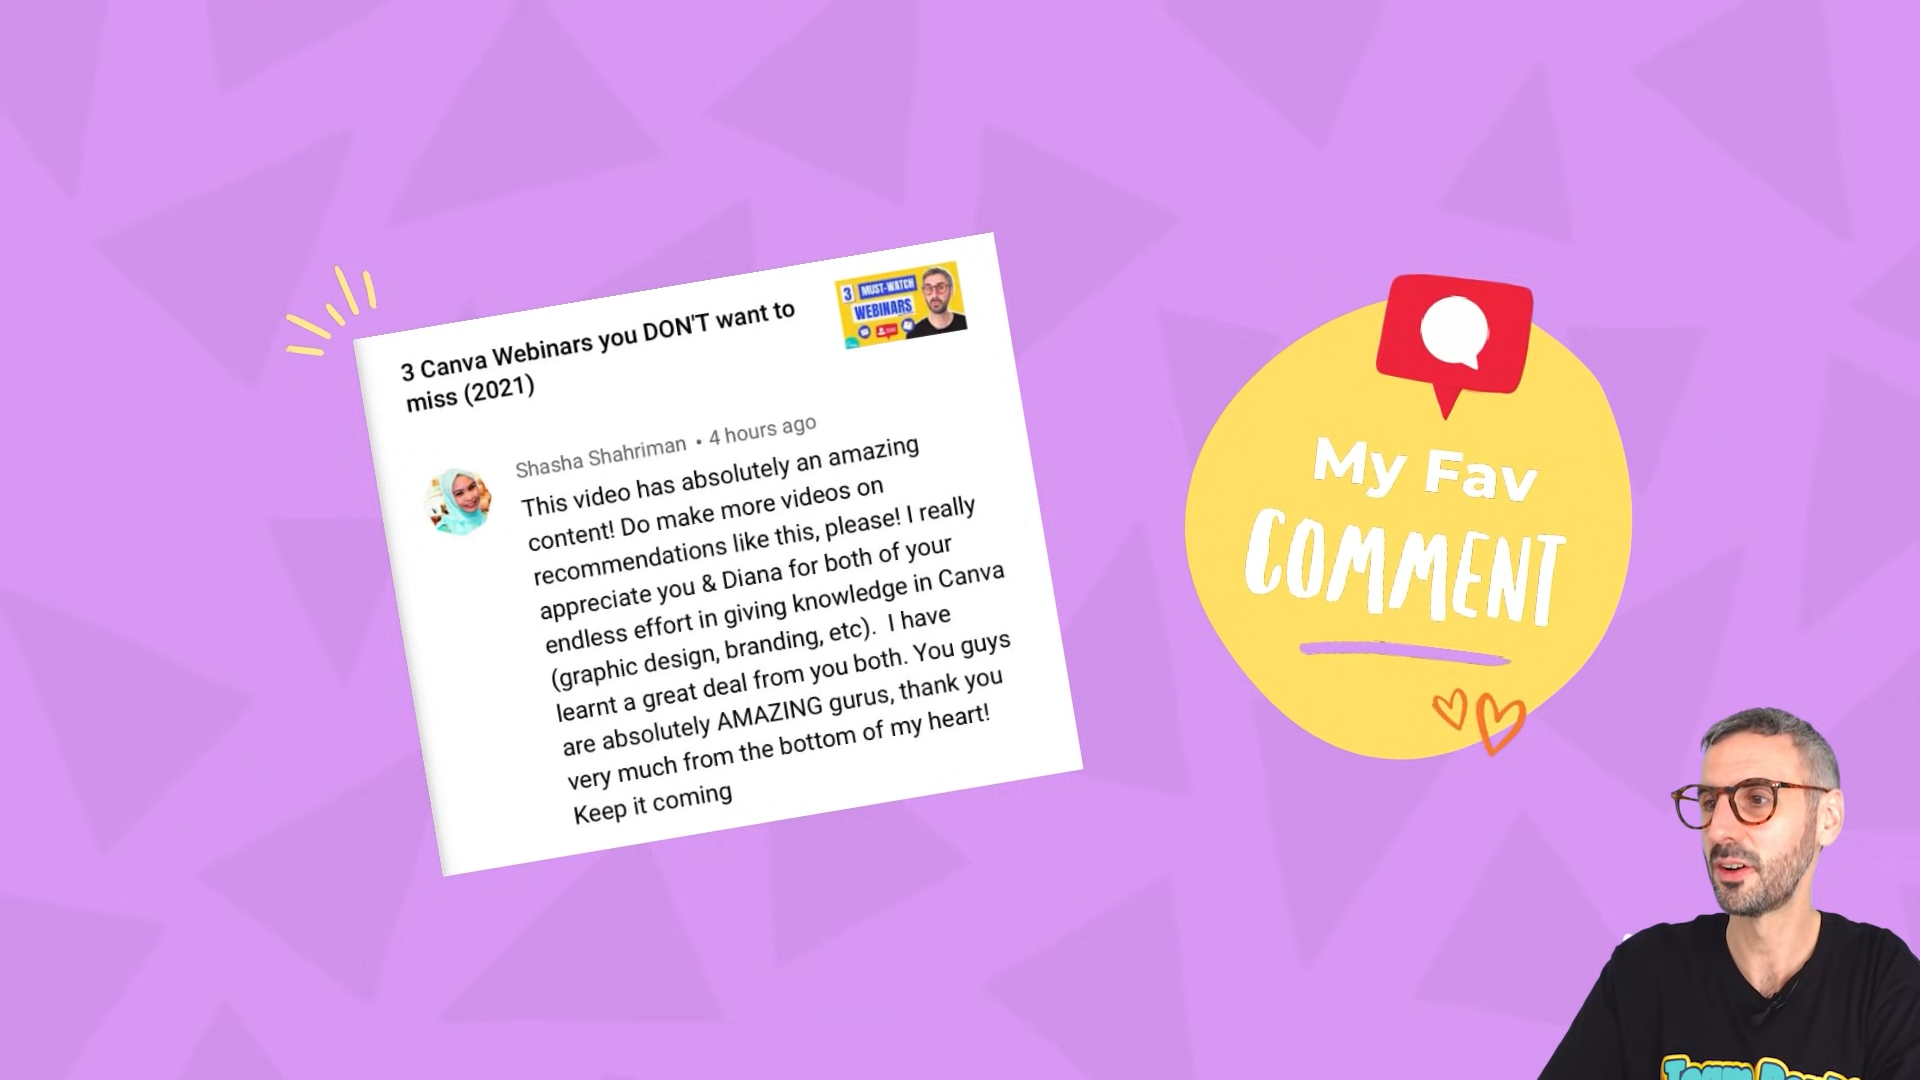 3 Canva Webinars you DON'T want to
miss (2021)
3 MUST-WATCH
WEBINARS
Shasha Shahriman • 4 hours ago
This video has absolutely an amazing
content! Do make more videos on
recommendations like this, please! I really
appreciate you & Diana for both of your
endless effort in giving knowledge in Canva
(graphic design, branding, etc).  I have
learnt a great deal from you both. You guys
are absolutely AMAZING gurus, thank you
very much from the bottom of my heart!
Keep it coming
My Fav
COMMENT
Team